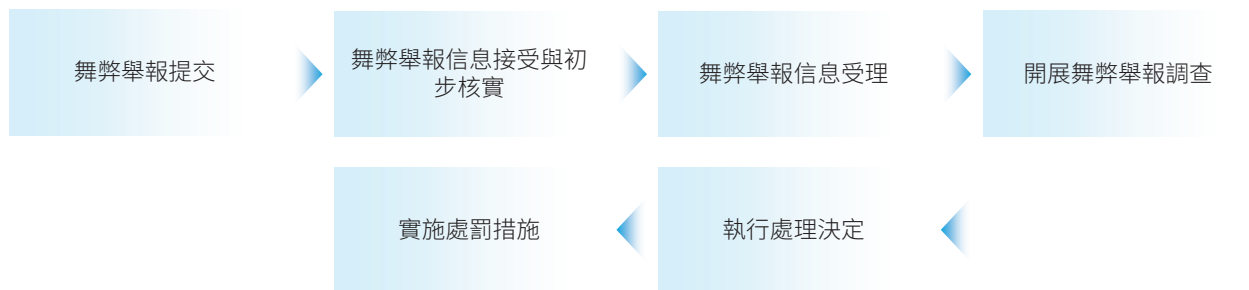 舞弊舉報提交
舞弊舉報信息接受與初
步核實
舞弊舉報信息受理
開展舞弊舉報調查
執行處理決定
實施處罰措施